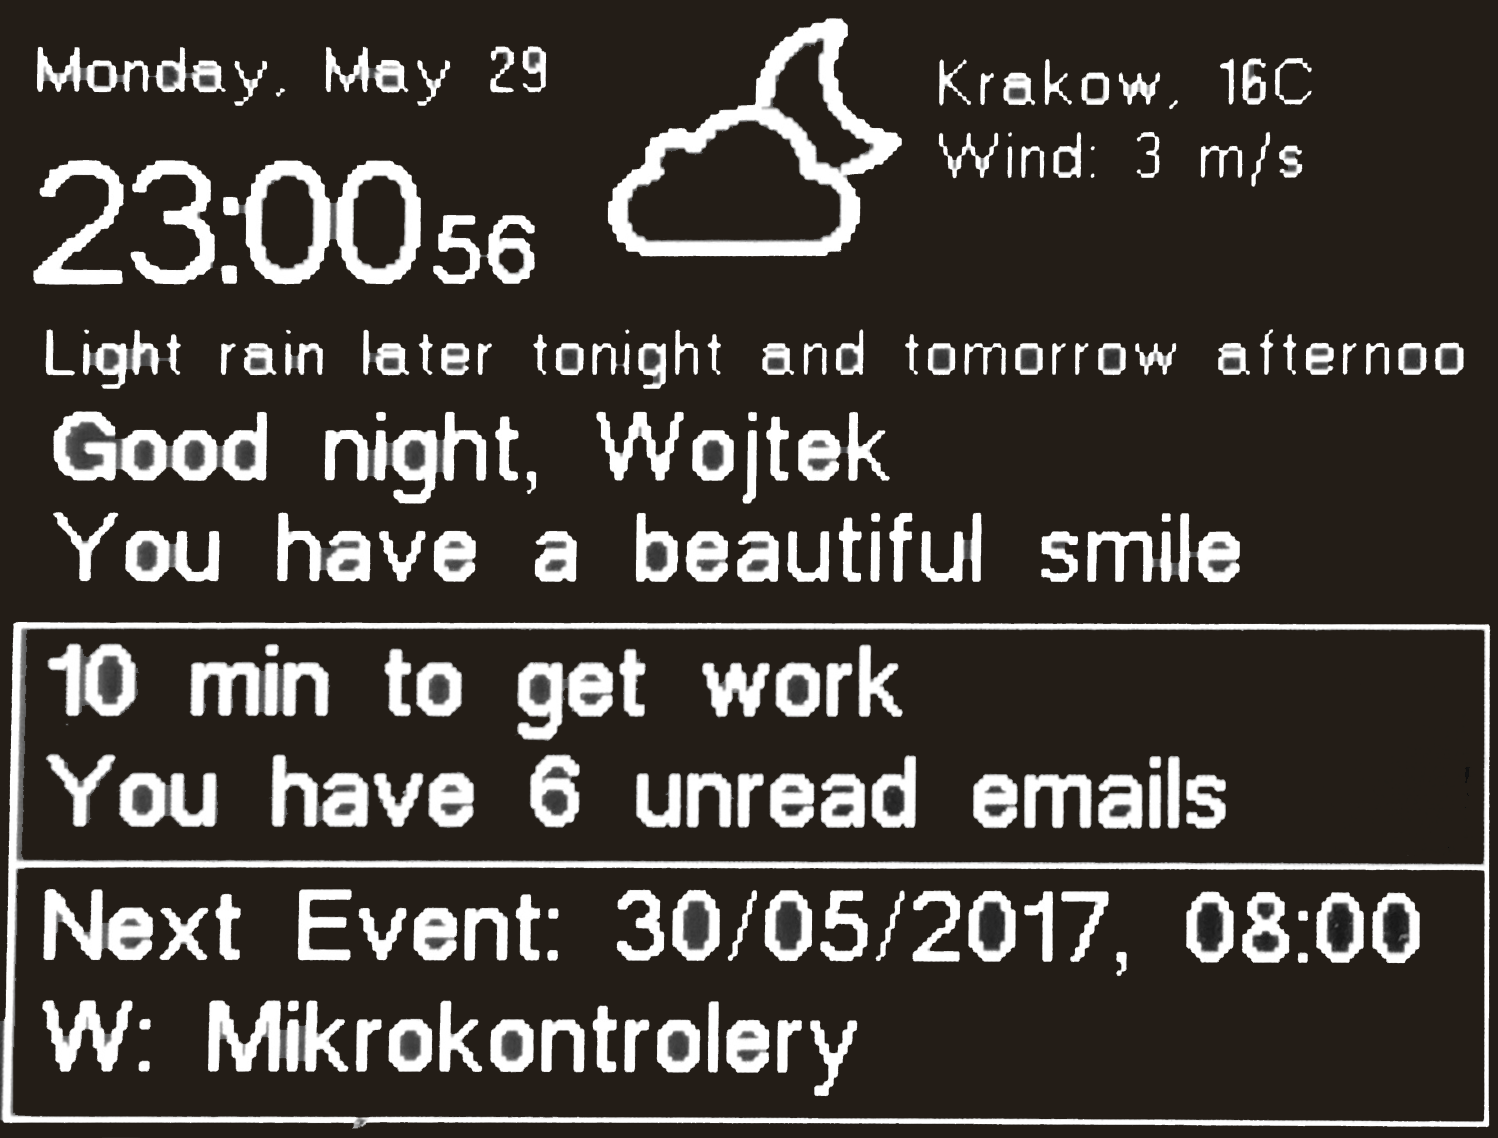 Monday, May 29
23:00 56
Krakow, 16C
Wind: 3 m/s
Light rain later tonight and tomorrow afternoo
Good night, Wojtek
You have a beautiful smile
10 min to get work
You have 6 unread emails
Next Event: 30/05/2017, 08:00
W: Mikrokontrolery